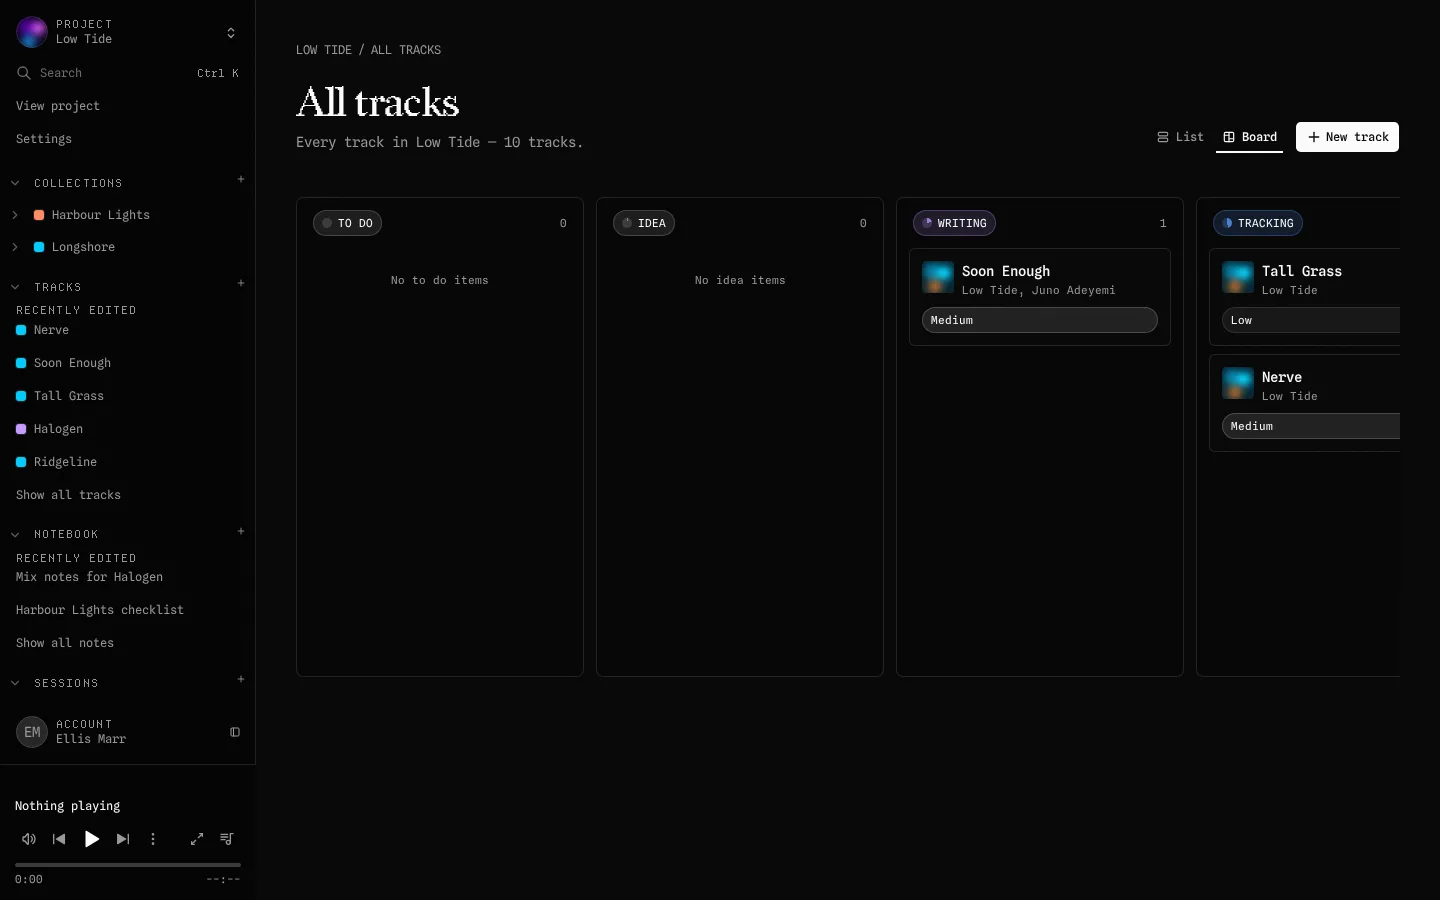 PROJECT
Low Tide
Search Ctrl K
View project
Settings
COLLECTIONS +
Harbour Lights
Longshore
TRACKS +
RECENTLY EDITED
Nerve
Soon Enough
Tall Grass
Halogen
Ridgeline
Show all tracks
NOTEBOOK +
RECENTLY EDITED
Mix notes for Halogen
Harbour Lights checklist
Show all notes
SESSIONS +
EM
ACCOUNT
Ellis Marr
Nothing playing
0:00 --:--
LOW TIDE / ALL TRACKS
All tracks
Every track in Low Tide — 10 tracks.
List
Board
+ New track
TO DO 0
No to do items
IDEA 0
No idea items
WRITING 1
Soon Enough
Low Tide, Juno Adeyemi
Medium
TRACKING
Tall Grass
Low Tide
Low
Nerve
Low Tide
Medium